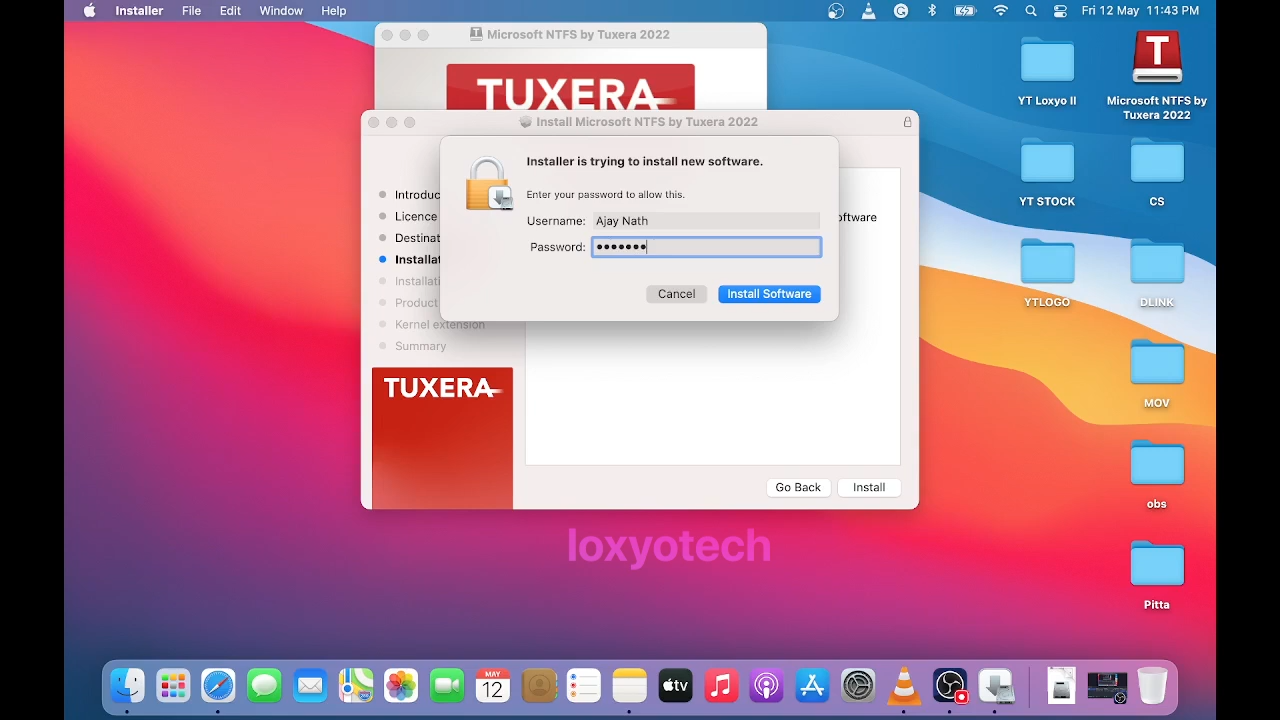 Installer File Edit Window Help Fri 12 May 11:43 PM
Microsoft NTFS by Tuxera 2022
TUXERA
Install Microsoft NTFS by Tuxera 2022
Installer is trying to install new software.
Enter your password to allow this.
Username: Ajay Nath
Password: •••••••
Cancel Install Software
Introduc
Licence
Destinat
Installat
Installati
Product
Kernel extension
Summary
oftware
TUXERA
Go Back Install
loxyotech
YT Loxyo II
Microsoft NTFS by
Tuxera 2022
T
YT STOCK
CS
YTLOGO
DLINK
MOV
obs
Pitta
MAY
12
tv